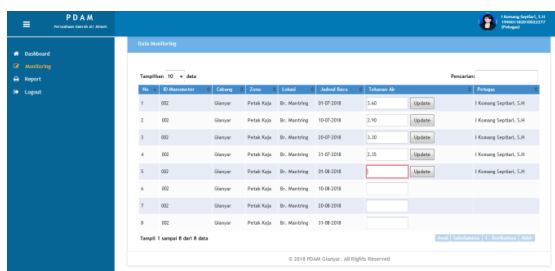 PDAM
Perusahaan Daerah Air Minum
I Komang Septiari, S.H
(Petugas)
Dashboard
Monitoring
Report
Logout
Data Monitoring
Tampilkan 10 data
Pencarian:
No ID Manometer Cabang Zona Lokasi Jadwal Baca Tekanan Air Petugas
1 002 Gianyar Petak Kaja Br. Mantring 01-07-2018 3.60 Update I Komang Septiari, S.H
2 002 Gianyar Petak Kaja Br. Mantring 10-07-2018 2.90 Update I Komang Septiari, S.H
3 002 Gianyar Petak Kaja Br. Mantring 20-07-2018 3.20 Update I Komang Septiari, S.H
4 002 Gianyar Petak Kaja Br. Mantring 31-07-2018 Update I Komang Septiari, S.H
5 002 Gianyar Petak Kaja Br. Mantring 01-08-2018 Update I Komang Septiari, S.H
6 002 Gianyar Petak Kaja Br. Mantring 10-08-2018
7 002 Gianyar Petak Kaja Br. Mantring 20-08-2018
8 002 Gianyar Petak Kaja Br. Mantring 31-08-2018
Tampil 1 sampai 8 dari 8 data
Awal Sebelumnya 1 Berikutnya Akhir
© 2018 PDAM Gianyar. All Rights Reserved